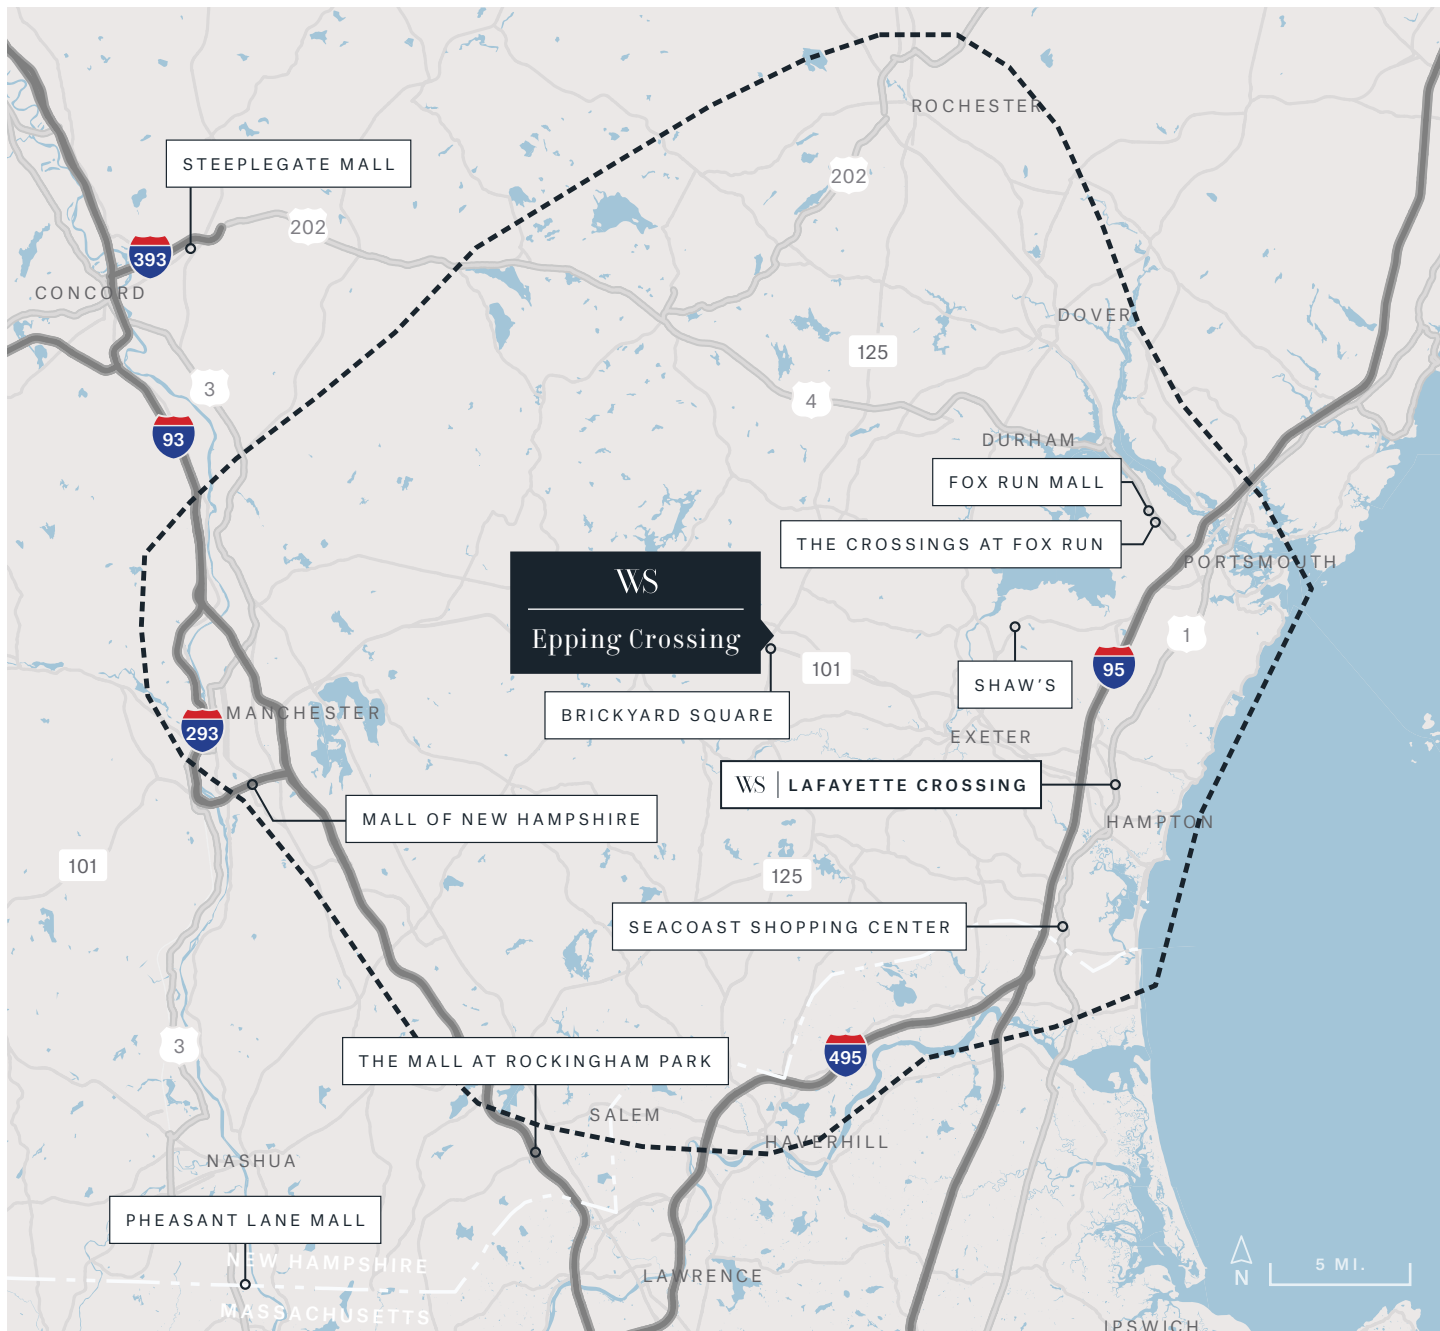 ROCHESTER
STEEPLEGATE MALL
202
202
393
CONCORD
DOVER
125
3
4
93
DURHAM
FOX RUN MALL
THE CROSSINGS AT FOX RUN
PORTSMOUTH
WS
Epping Crossing
1
101
95
SHAW'S
BRICKYARD SQUARE
MANCHESTER
293
EXETER
WS | LAFAYETTE CROSSING
MALL OF NEW HAMPSHIRE
HAMPTON
101
125
SEACOAST SHOPPING CENTER
3
495
THE MALL AT ROCKINGHAM PARK
SALEM
HAVERHILL
NASHUA
PHEASANT LANE MALL
NEW HAMPSHIRE
LAWRENCE
N
5 MI.
MASSACHUSETTS
IPSWICH